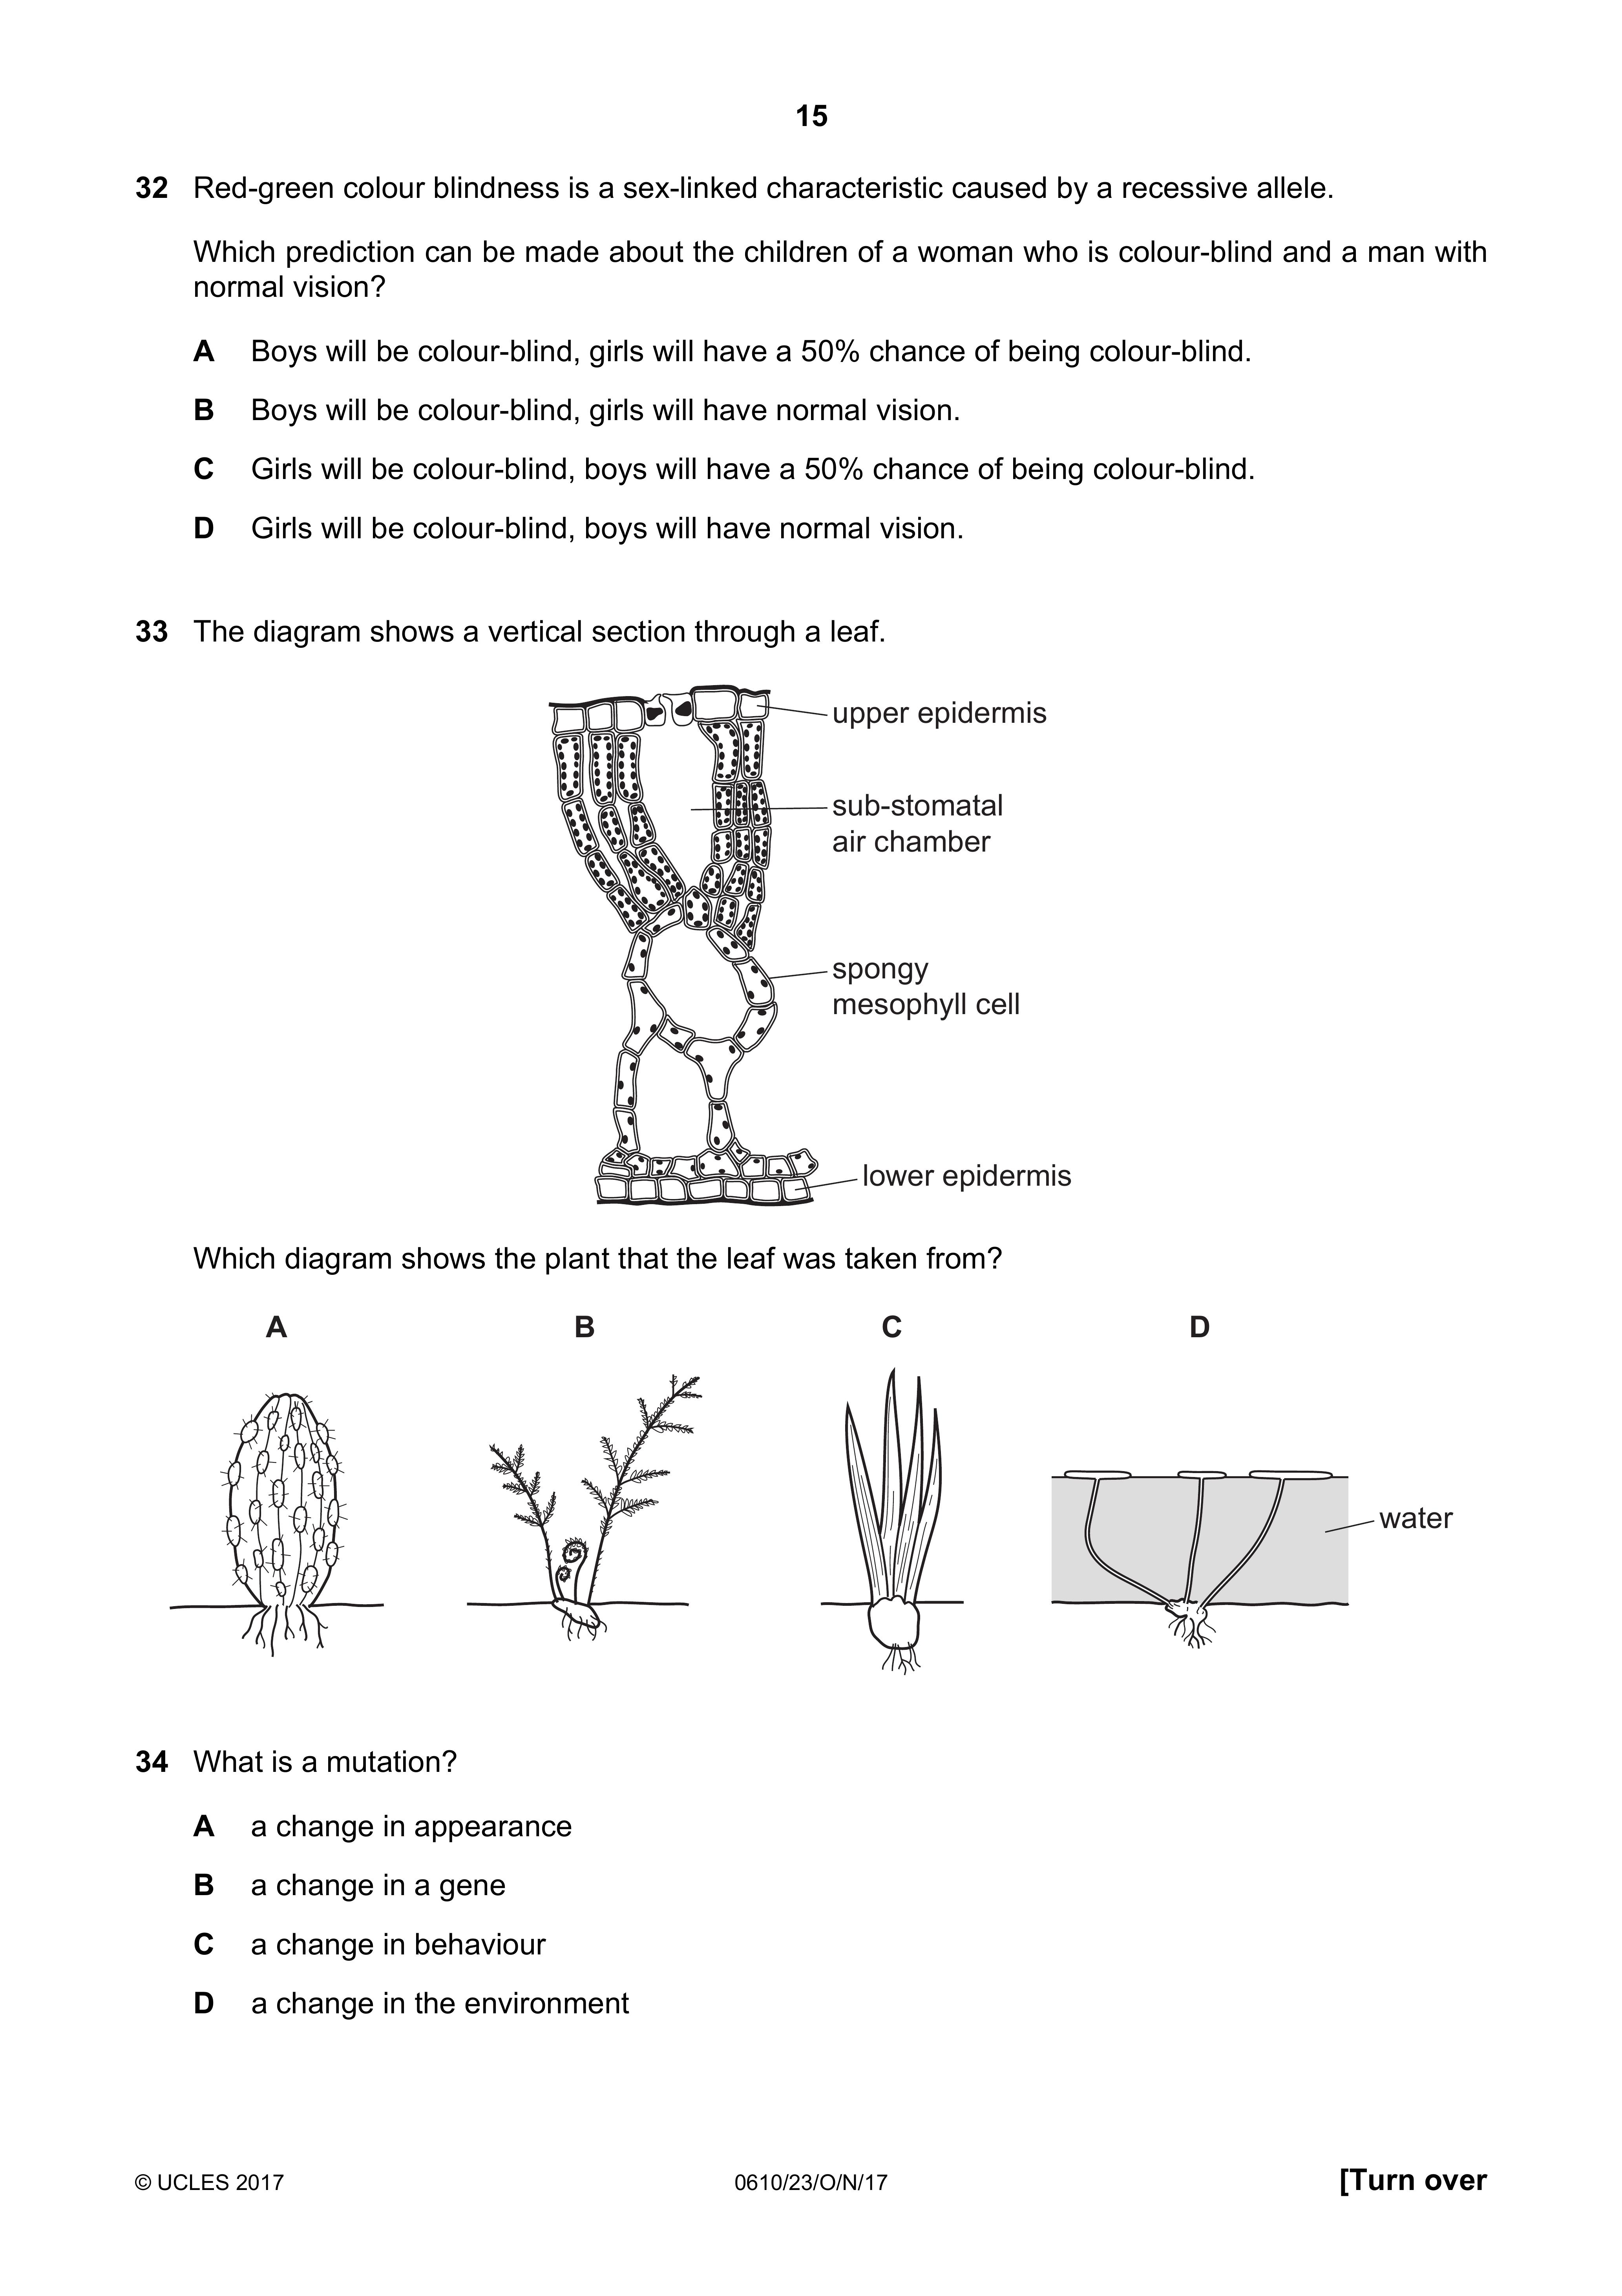 15
32 Red-green colour blindness is a sex-linked characteristic caused by a recessive allele.
Which prediction can be made about the children of a woman who is colour-blind and a man with
normal vision?
A Boys will be colour-blind, girls will have a 50% chance of being colour-blind.
B Boys will be colour-blind, girls will have normal vision.
C Girls will be colour-blind, boys will have a 50% chance of being colour-blind.
D Girls will be colour-blind, boys will have normal vision.
33 The diagram shows a vertical section through a leaf.
upper epidermis
sub-stomatal
air chamber
spongy
mesophyll cell
lower epidermis
Which diagram shows the plant that the leaf was taken from?
A B C D
water
34 What is a mutation?
A a change in appearance
B a change in a gene
C a change in behaviour
D a change in the environment
© UCLES 2017 0610/23/O/N/17 [Turn over